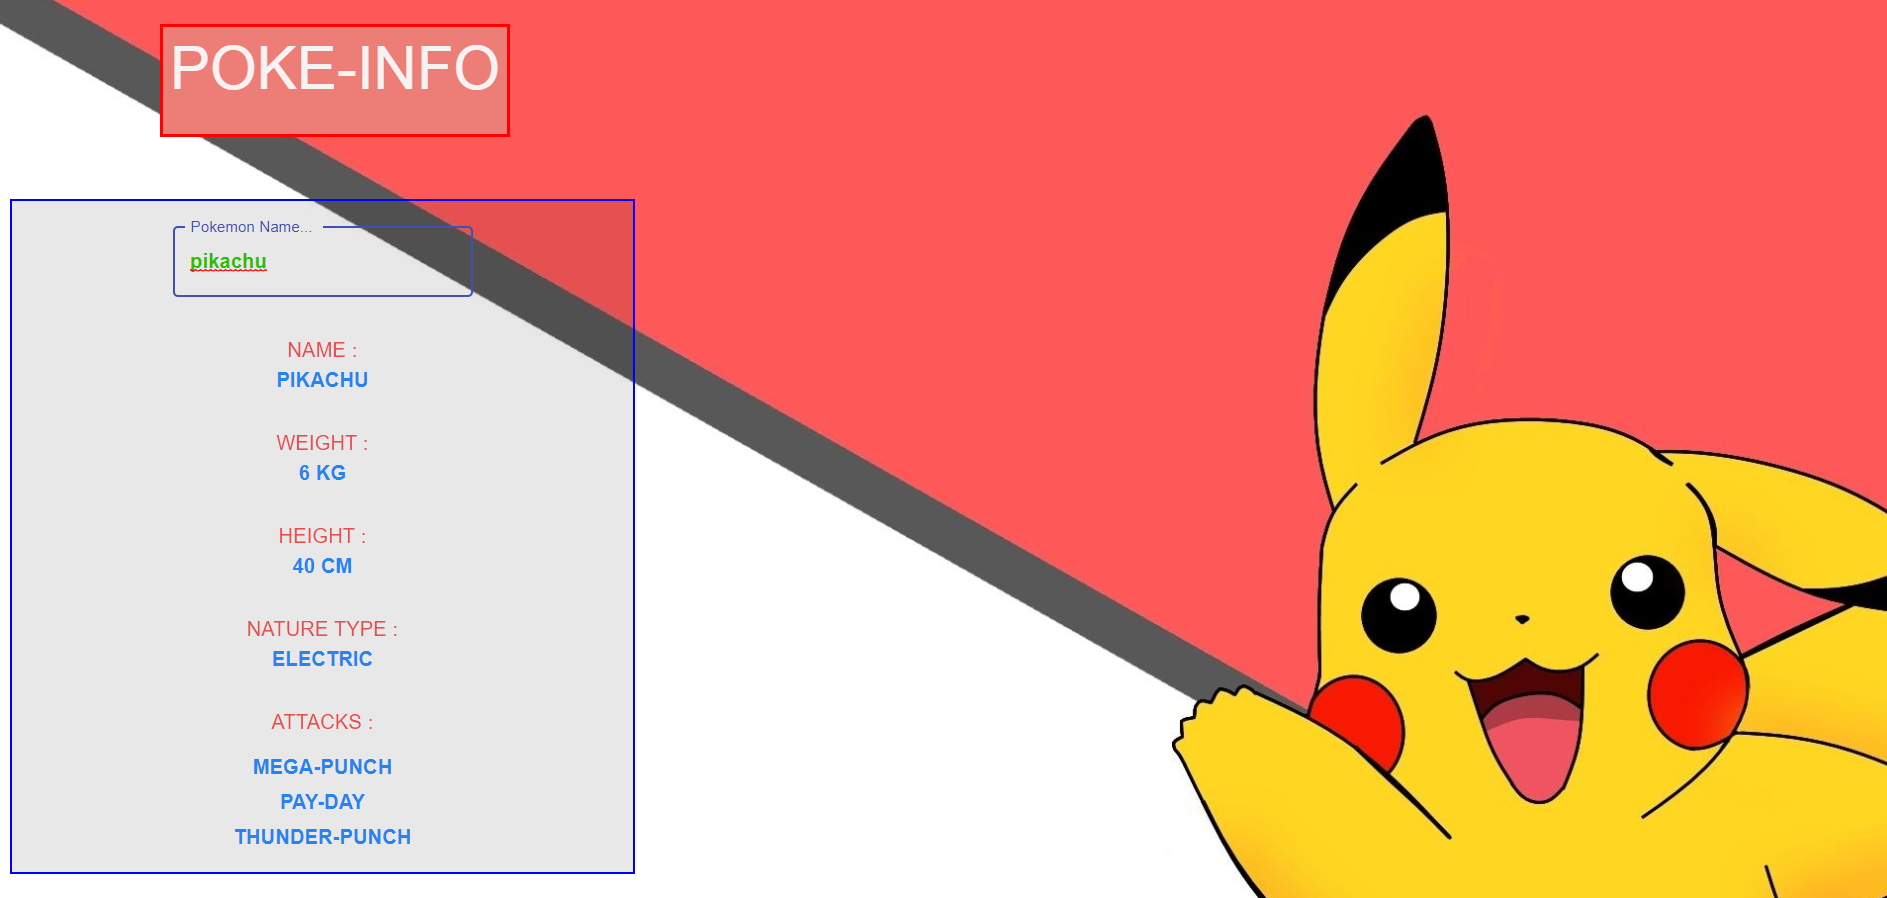 POKE-INFO
Pokemon Name...
pikachu
NAME :
PIKACHU
WEIGHT :
6 KG
HEIGHT :
40 CM
NATURE TYPE :
ELECTRIC
ATTACKS :
MEGA-PUNCH
PAY-DAY
THUNDER-PUNCH